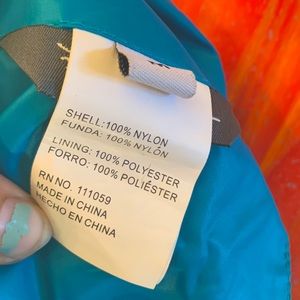 SHELL:100% NYLON
FUNDA: 100% NYLÓN
LINING: 100% POLYESTER
FORRO: 100% POLIÉSTER
RN NO. 111059
MADE IN CHINA
HECHO EN CHINA